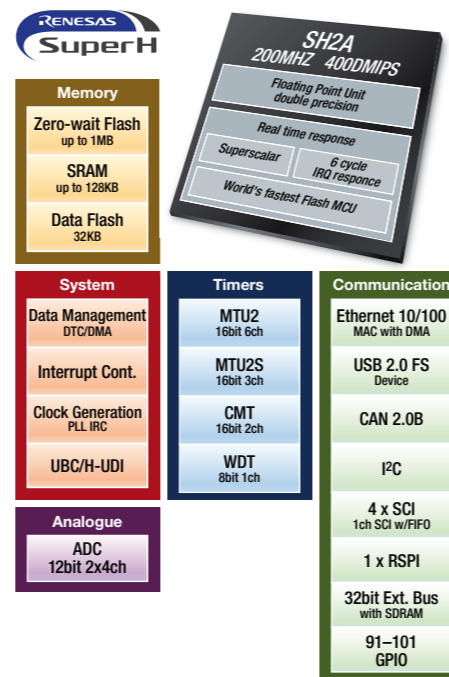 RENESAS
SuperH
SH2A
200MHZ 400DMIPS
Floating Point Unit
double precision
Real time response
Superscalar
6 cycle
IRQ responce
World's fastest Flash MCU
Memory
Zero-wait Flash
up to 1MB
SRAM
up to 128KB
Data Flash
32KB
System
Data Management
DTC/DMA
Interrupt Cont.
Clock Generation
PLL IRC
UBC/H-UDI
Timers
MTU2
16bit 6ch
MTU2S
16bit 3ch
CMT
16bit 2ch
WDT
8bit 1ch
Communication
Ethernet 10/100
MAC with DMA
USB 2.0 FS
Device
CAN 2.0B
I²C
4 x SCI
1ch SCI w/FIFO
1 x RSPI
32bit Ext. Bus
with SDRAM
91–101
GPIO
Analogue
ADC
12bit 2x4ch